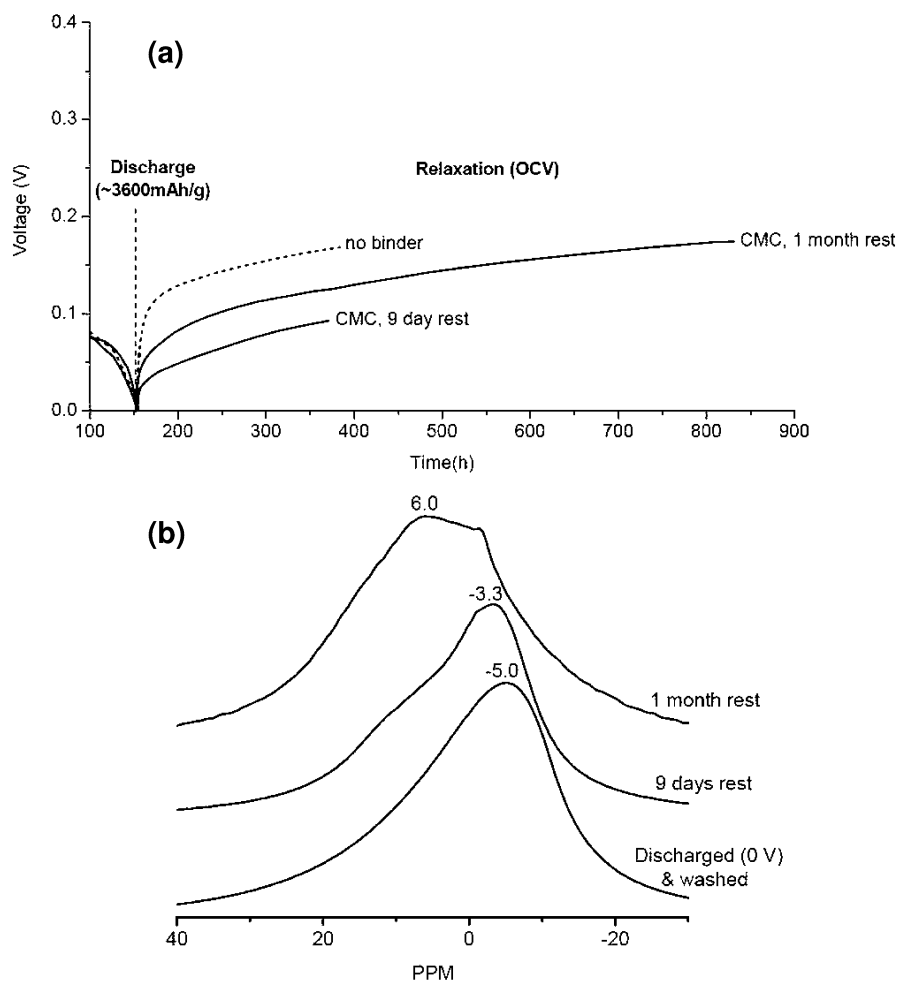 0.4
(a)
0.3
Discharge
(~3600mAh/g)
Relaxation (OCV)
Voltage (V)
0.2
no binder
CMC, 1 month rest
0.1
CMC, 9 day rest
0.0
100 200 300 400 500 600 700 800 900
Time(h)
(b)
6.0
-3.3
-5.0
1 month rest
9 days rest
Discharged (0 V)
& washed
40 20 0 -20
PPM